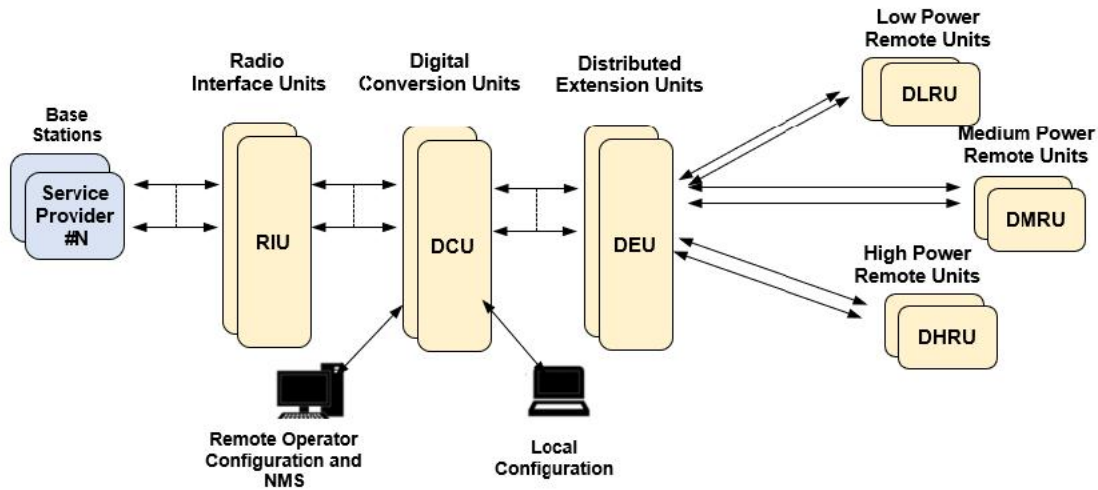 Base
Stations
Service
Provider
#N
Radio
Interface Units
RIU
Digital
Conversion Units
DCU
Distributed
Extension Units
DEU
Low Power
Remote Units
DLRU
Medium Power
Remote Units
DMRU
High Power
Remote Units
DHRU
Remote Operator
Configuration and
NMS
Local
Configuration